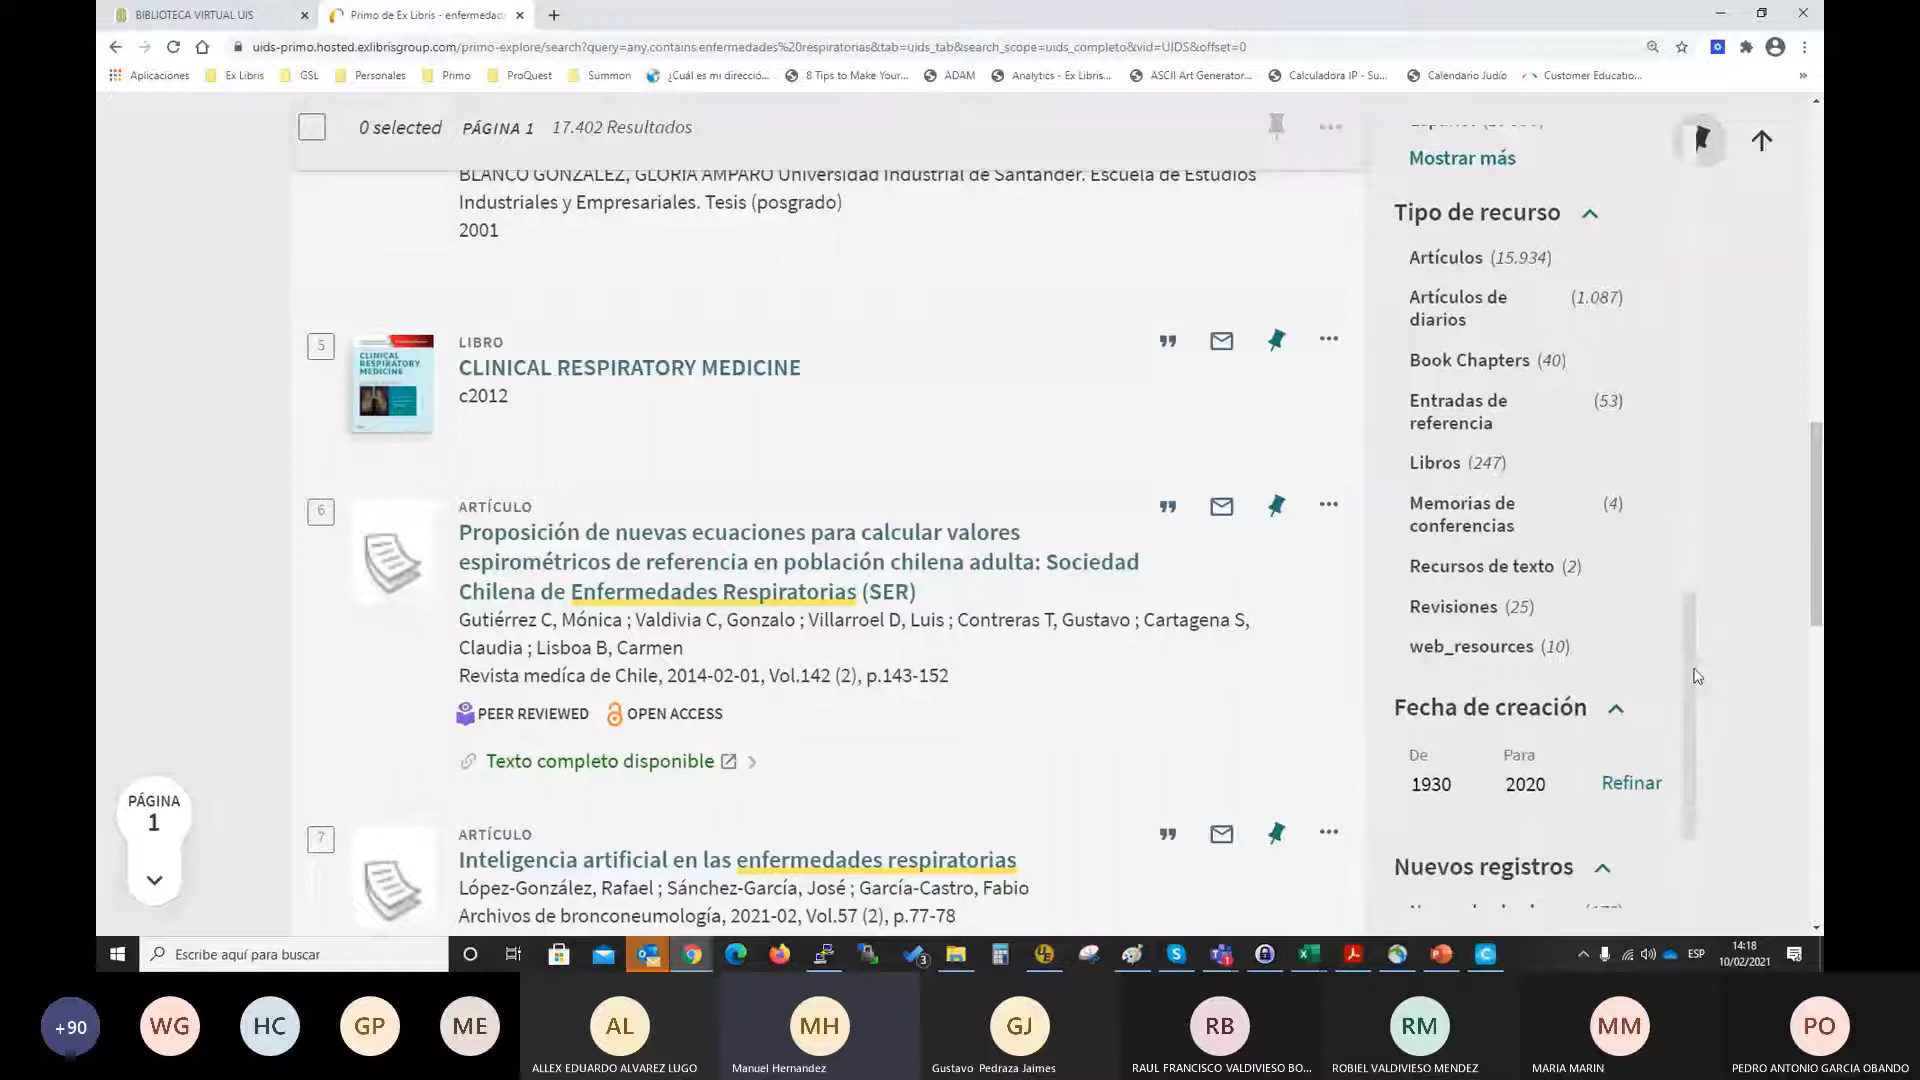 BIBLIOTECA VIRTUAL UIS
Primo de Ex Libris - enfermedad
uids-primo.hosted.exlibrisgroup.com/primo-explore/search?query=any,contains,enfermedades%20respiratorias&tab=uids_tab&search_scope=uids_completo&vid=UIDS&offset=0
Aplicaciones
Ex Libris
GSL
Personales
Primo
ProQuest
Summon
¿Cuál es mi direcció...
8 Tips to Make Your...
ADAM
Analytics - Ex Libris...
ASCII Art Generator...
Calculadora IP - Su...
Calendario Judío
Customer Educatio...
0 selected
PÁGINA 1
17.402 Resultados
BLANCO GONZALEZ, GLORIA AMPARO Universidad Industrial de Santander. Escuela de Estudios
Industriales y Empresariales. Tesis (posgrado)
2001
5
LIBRO
CLINICAL RESPIRATORY MEDICINE
c2012
CLINICAL
RESPIRATORY
MEDICINE
6
ARTÍCULO
Proposición de nuevas ecuaciones para calcular valores
espirométricos de referencia en población chilena adulta: Sociedad
Chilena de Enfermedades Respiratorias (SER)
Gutiérrez C, Mónica ; Valdivia C, Gonzalo ; Villarroel D, Luis ; Contreras T, Gustavo ; Cartagena S,
Claudia ; Lisboa B, Carmen
Revista medíca de Chile, 2014-02-01, Vol.142 (2), p.143-152
PEER REVIEWED
OPEN ACCESS
Texto completo disponible
7
ARTÍCULO
Inteligencia artificial en las enfermedades respiratorias
López-González, Rafael ; Sánchez-García, José ; García-Castro, Fabio
Archivos de bronconeumología, 2021-02, Vol.57 (2), p.77-78
PÁGINA
1
Mostrar más
Tipo de recurso
Artículos (15.934)
Artículos de (1.087)
diarios
Book Chapters (40)
Entradas de (53)
referencia
Libros (247)
Memorias de (4)
conferencias
Recursos de texto (2)
Revisiones (25)
web_resources (10)
Fecha de creación
De Para
1930 2020 Refinar
Nuevos registros
Escribe aquí para buscar
3
ESP
14:18
10/02/2021
+90
WG
HC
GP
ME
AL
MH
GJ
RB
RM
MM
PO
ALLEX EDUARDO ALVAREZ LUGO
Manuel Hernandez
Gustavo Pedraza Jaimes
RAUL FRANCISCO VALDIVIESO BO...
ROBIEL VALDIVIESO MENDEZ
MARIA MARIN
PEDRO ANTONIO GARCIA OBANDO